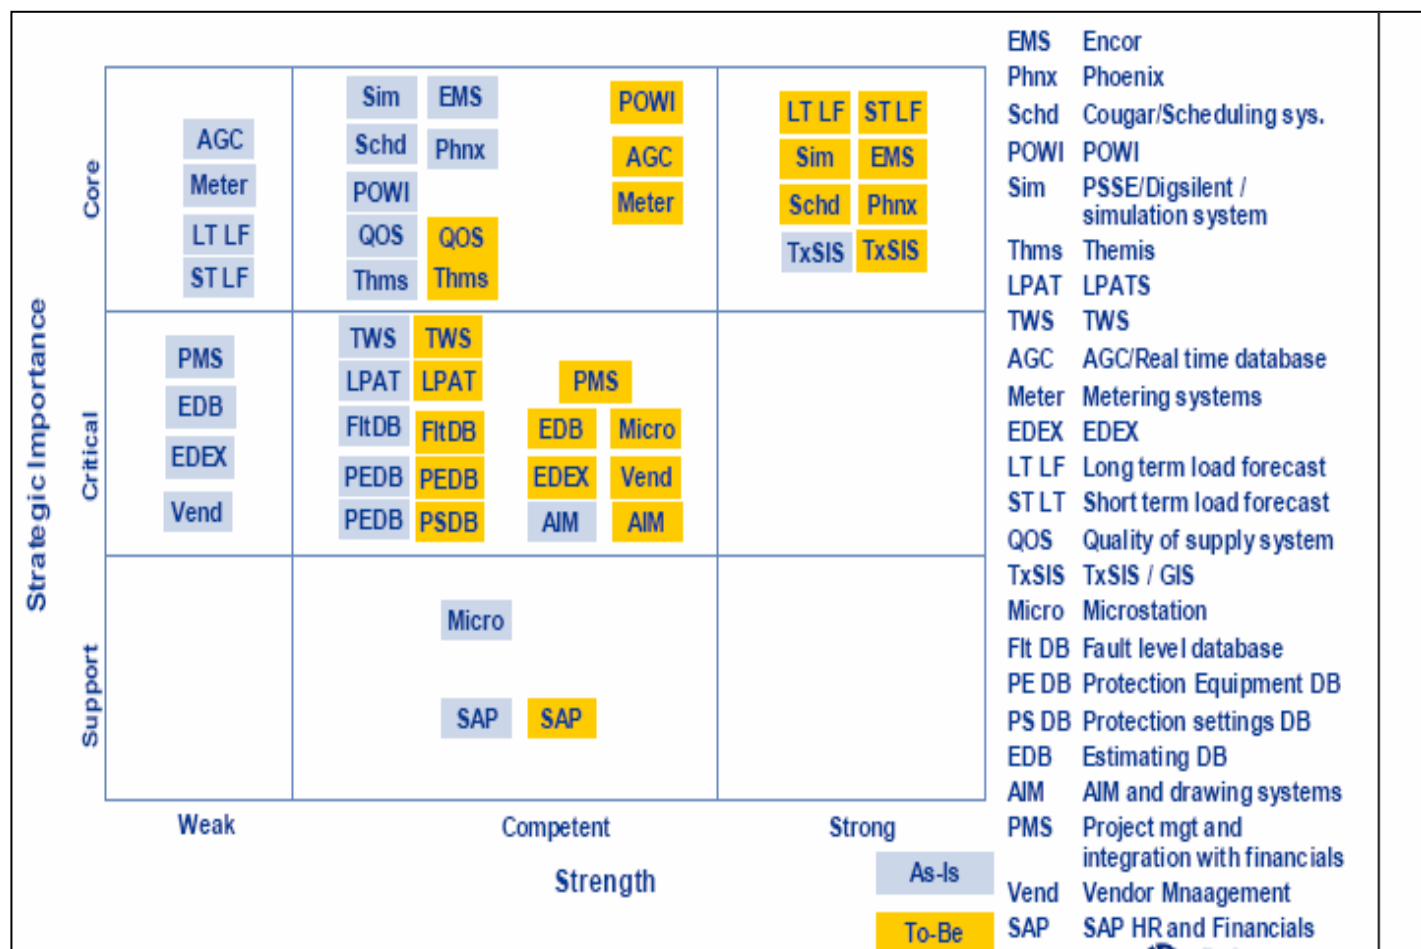 Strategic Importance
Core
Critical
Support
AGC
Meter
LT LF
ST LF
Sim EMS
Schd Phnx
POWI
QOS QOS
Thms Thms
POWI
AGC
Meter
LT LF ST LF
Sim EMS
Schd Phnx
TxSIS TxSIS
PMS
EDB
EDEX
Vend
TWS TWS
LPAT LPAT
FltDB FltDB
PEDB PEDB
PEDB PSDB
PMS
EDB Micro
EDEX Vend
AIM AIM
Micro
SAP SAP
Weak Competent Strong
Strength
As-Is
To-Be
EMS Encor
Phnx Phoenix
Schd Cougar/Scheduling sys.
POWI POWI
Sim PSSE/Digsilent /
simulation system
Thms Themis
LPAT LPATS
TWS TWS
AGC AGC/Real time database
Meter Metering systems
EDEX EDEX
LT LF Long term load forecast
ST LT Short term load forecast
QOS Quality of supply system
TxSIS TxSIS / GIS
Micro Microstation
Flt DB Fault level database
PE DB Protection Equipment DB
PS DB Protection settings DB
EDB Estimating DB
AIM AIM and drawing systems
PMS Project mgt and
integration with financials
Vend Vendor Mnaagement
SAP SAP HR and Financials